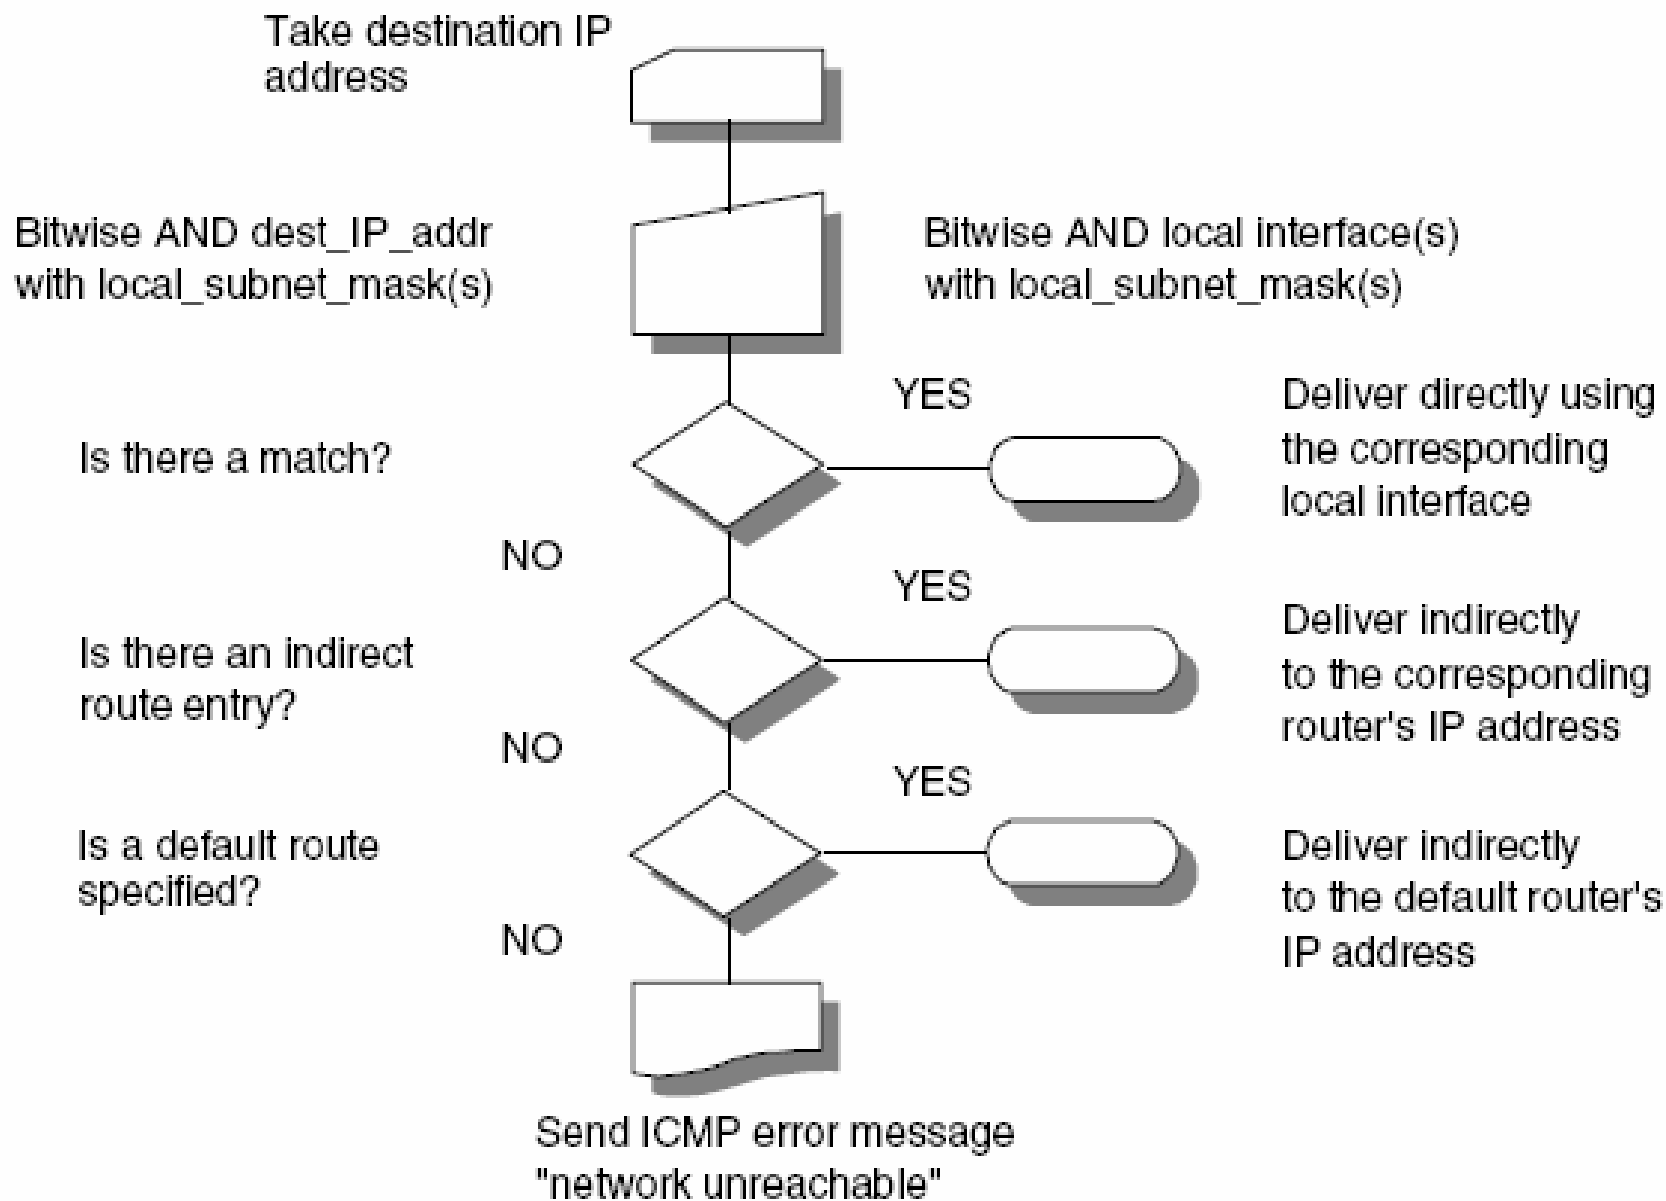 Take destination IP
address
Bitwise AND dest_IP_addr
with local_subnet_mask(s)
Bitwise AND local interface(s)
with local_subnet_mask(s)
Is there a match?
YES
Deliver directly using
the corresponding
local interface
NO
Is there an indirect
route entry?
YES
Deliver indirectly
to the corresponding
router's IP address
NO
Is a default route
specified?
YES
Deliver indirectly
to the default router's
IP address
NO
Send ICMP error message
"network unreachable"